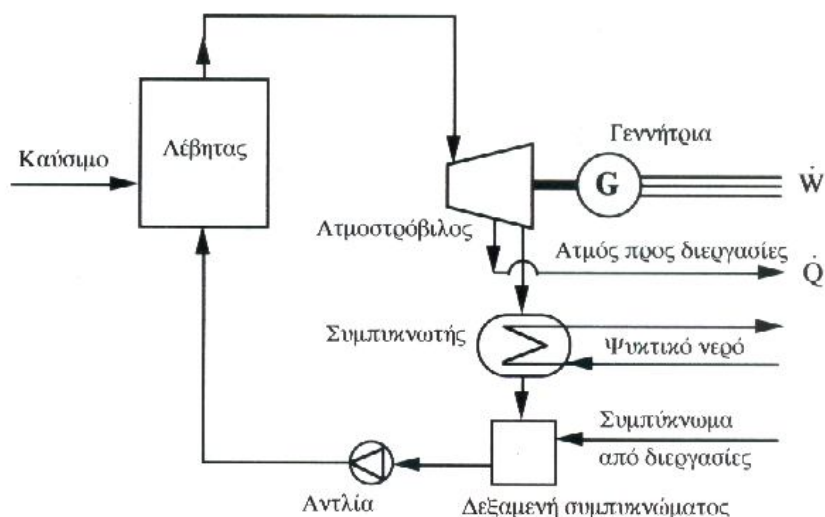 Γεννήτρια
Καύσιμο
Λέβητας
G
Ẇ
Ατμοστρόβιλος
Ατμός προς διεργασίες
Q̇
Συμπυκνωτής
Ψυκτικό νερό
Συμπύκνωμα
από διεργασίες
Αντλία
Δεξαμενή συμπυκνώματος